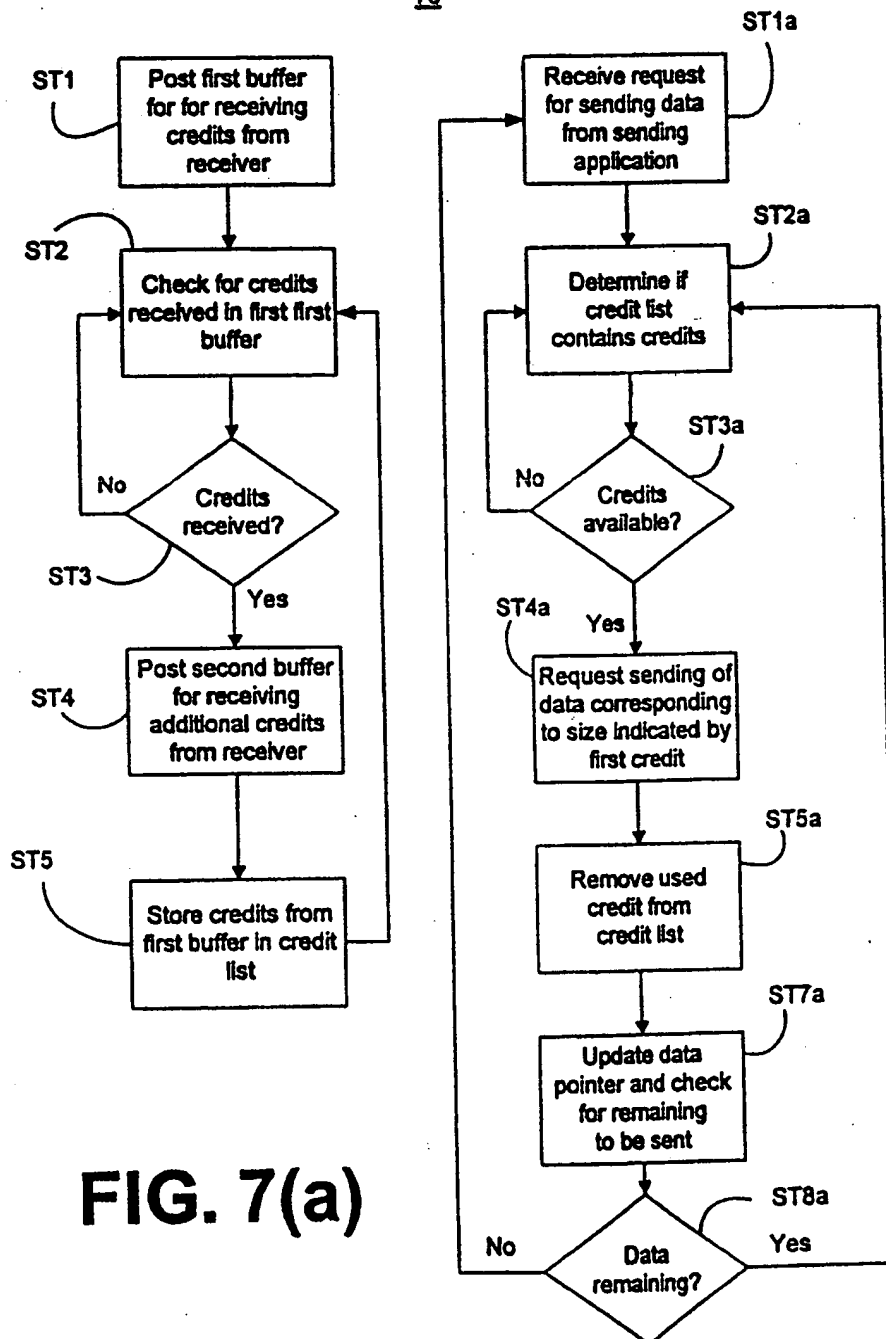 ST1
Post first buffer
for for receiving
credits from
receiver
ST2
Check for credits
received in first first
buffer
No
Credits
received?
ST3
Yes
ST4
Post second buffer
for receiving
additional credits
from receiver
ST5
Store credits from
first buffer in credit
list
FIG. 7(a)
ST1a
Receive request
for sending data
from sending
application
ST2a
Determine if
credit list
contains credits
ST3a
No
Credits
available?
Yes
ST4a
Request sending of
data corresponding
to size indicated by
first credit
ST5a
Remove used
credit from
credit list
ST7a
Update data
pointer and check
for remaining
to be sent
ST8a
No
Data
remaining?
Yes